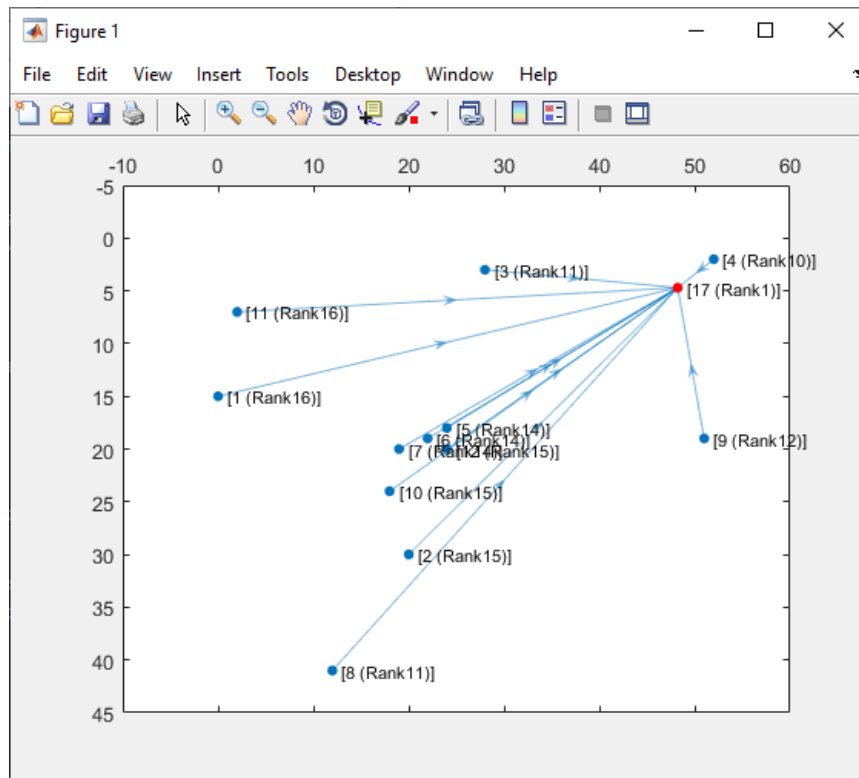 Figure 1
File Edit View Insert Tools Desktop Window Help
-10 0 10 20 30 40 50 60
-5
0
[4 (Rank10)]
[3 (Rank11)]
5
[17 (Rank1)]
[11 (Rank16)]
10
15
[1 (Rank16)]
[5 (Rank14)]
[6 (Rank14)]
[9 (Rank12)]
20
[7 (Rank14)]
[12 (Rank15)]
[10 (Rank15)]
25
30
[2 (Rank15)]
35
40
[8 (Rank11)]
45